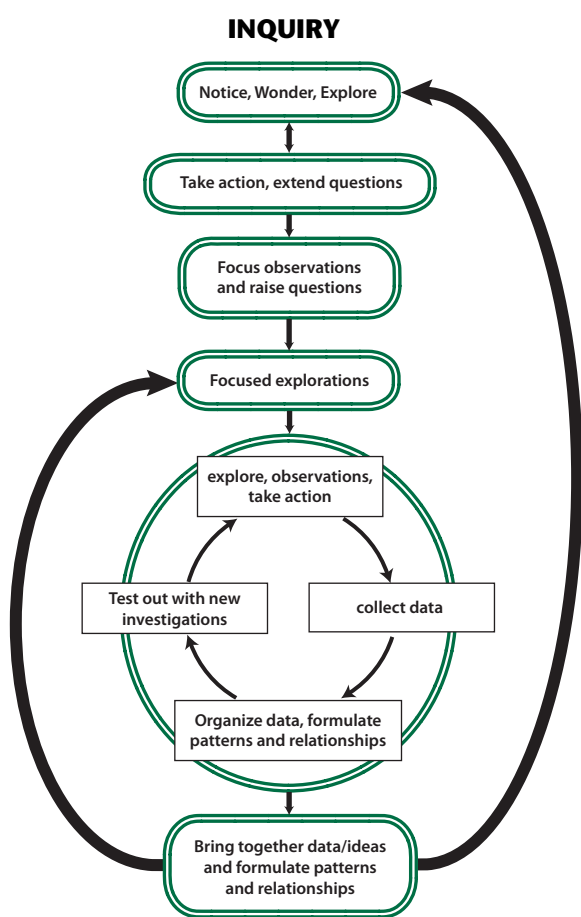 INQUIRY
Notice, Wonder, Explore
Take action, extend questions
Focus observations
and raise questions
Focused explorations
explore, observations,
take action
Test out with new
investigations
collect data
Organize data, formulate
patterns and relationships
Bring together data/ideas
and formulate patterns
and relationships